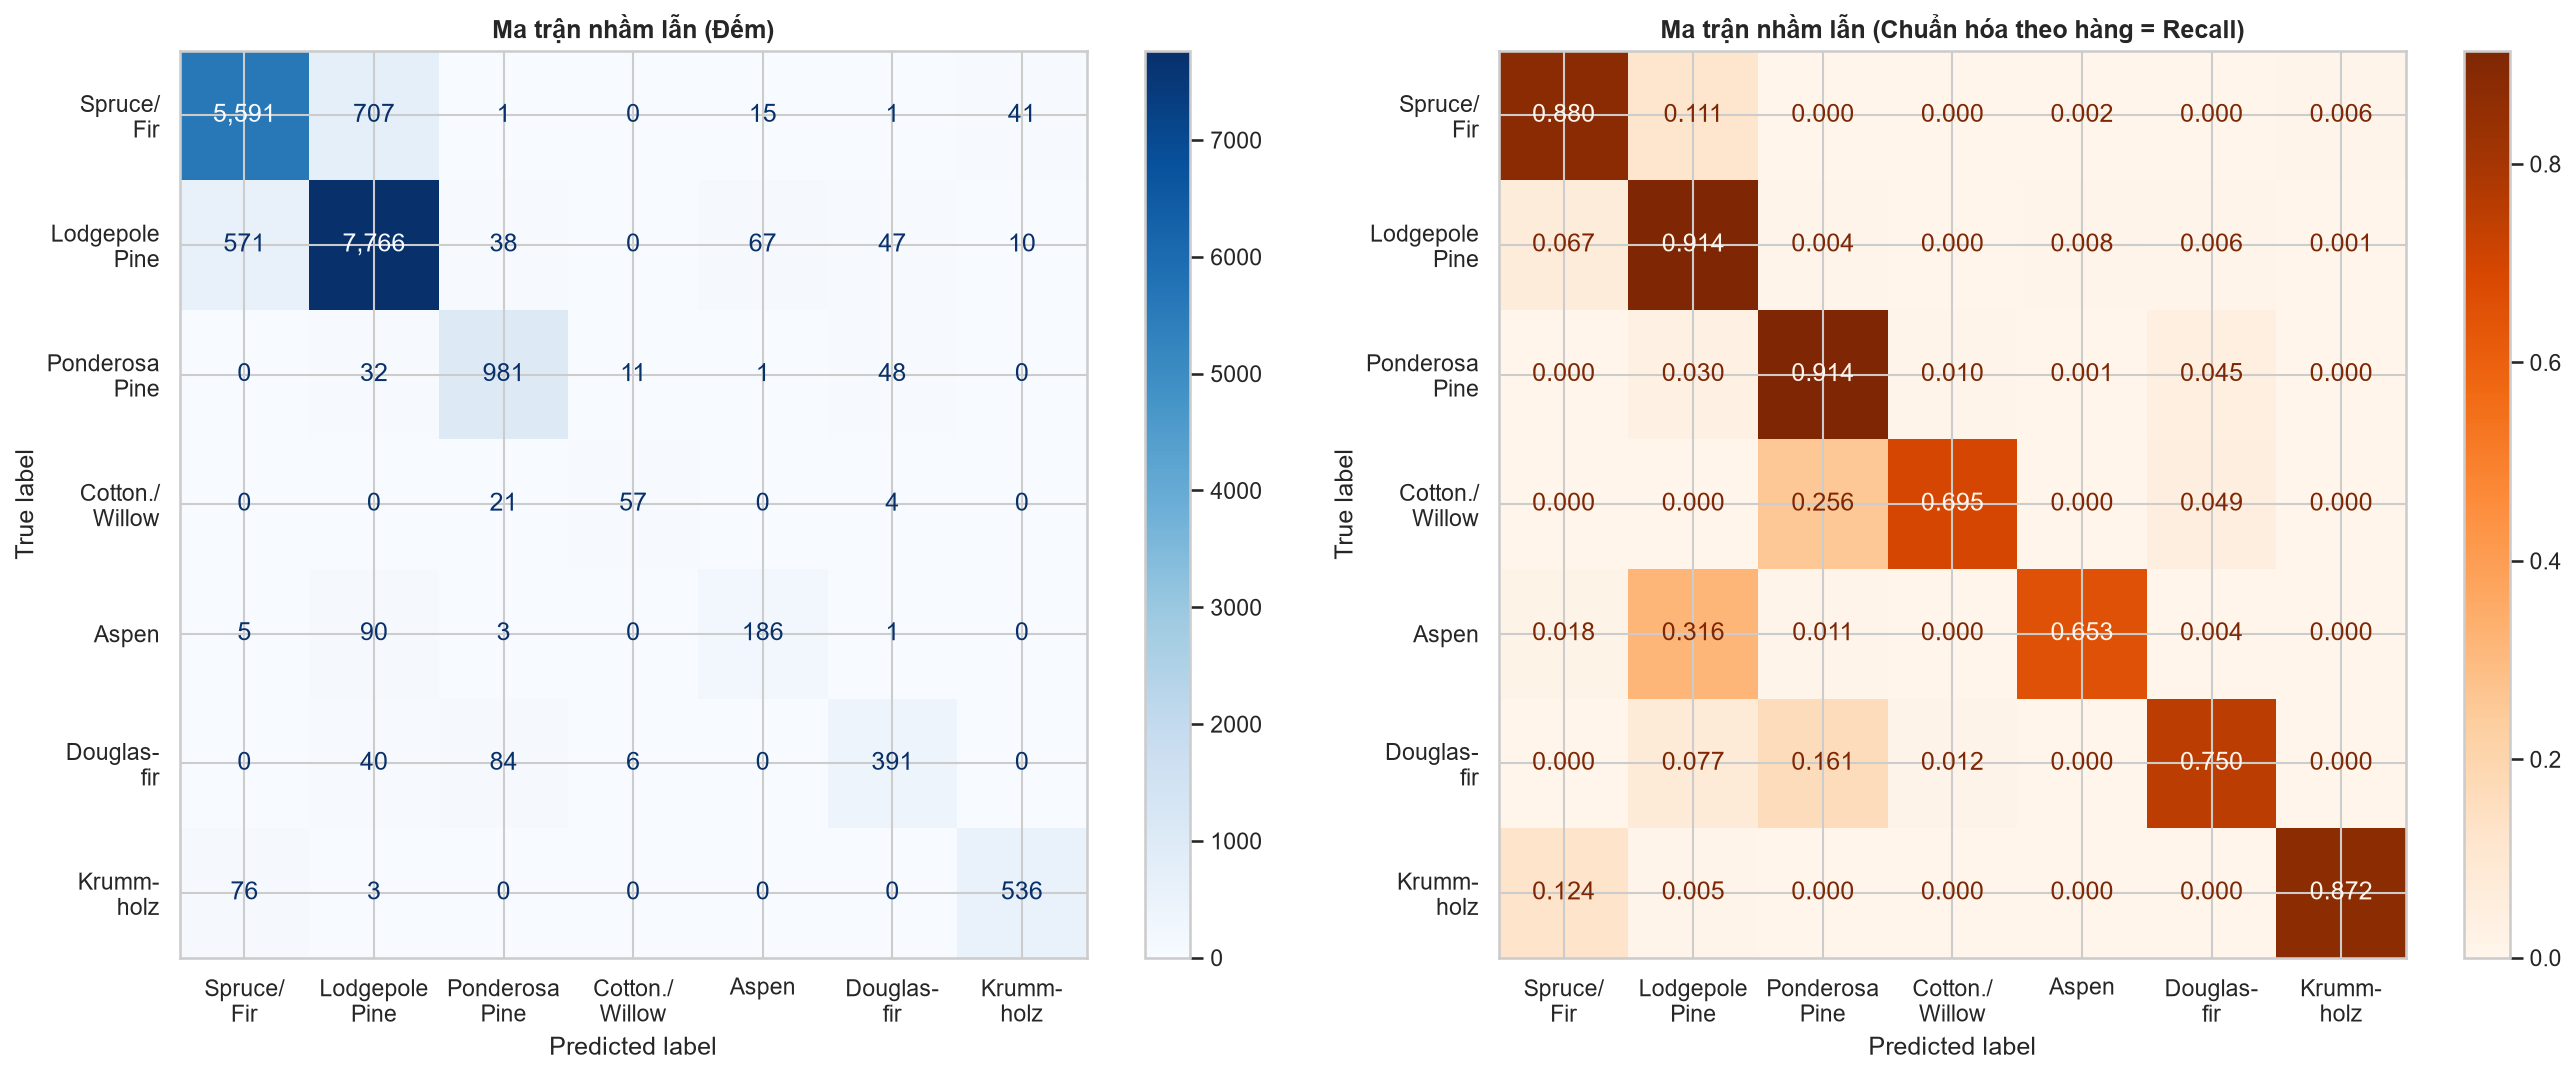 Ma trận nhầm lẫn (Đếm)
Spruce/
Fir
5,591 707 1 0 15 1 41
Lodgepole
Pine
571 7,766 38 0 67 47 10
Ponderosa
Pine
0 32 981 11 1 48 0
Cotton./
Willow
0 0 21 57 0 4 0
Aspen
5 90 3 0 186 1 0
Douglas-
fir
0 40 84 6 0 391 0
Krumm-
holz
76 3 0 0 0 0 536
True label
Spruce/ Lodgepole Ponderosa Cotton./ Aspen Douglas- Krumm-
Fir Pine Pine Willow fir holz
Predicted label
7000
6000
5000
4000
3000
2000
1000
0
Ma trận nhầm lẫn (Chuẩn hóa theo hàng = Recall)
Spruce/
Fir
0.880 0.111 0.000 0.000 0.002 0.000 0.006
Lodgepole
Pine
0.067 0.914 0.004 0.000 0.008 0.006 0.001
Ponderosa
Pine
0.000 0.030 0.914 0.010 0.001 0.045 0.000
Cotton./
Willow
0.000 0.000 0.256 0.695 0.000 0.049 0.000
Aspen
0.018 0.316 0.011 0.000 0.653 0.004 0.000
Douglas-
fir
0.000 0.077 0.161 0.012 0.000 0.750 0.000
Krumm-
holz
0.124 0.005 0.000 0.000 0.000 0.000 0.872
True label
Spruce/ Lodgepole Ponderosa Cotton./ Aspen Douglas- Krumm-
Fir Pine Pine Willow fir holz
Predicted label
0.8
0.6
0.4
0.2
0.0